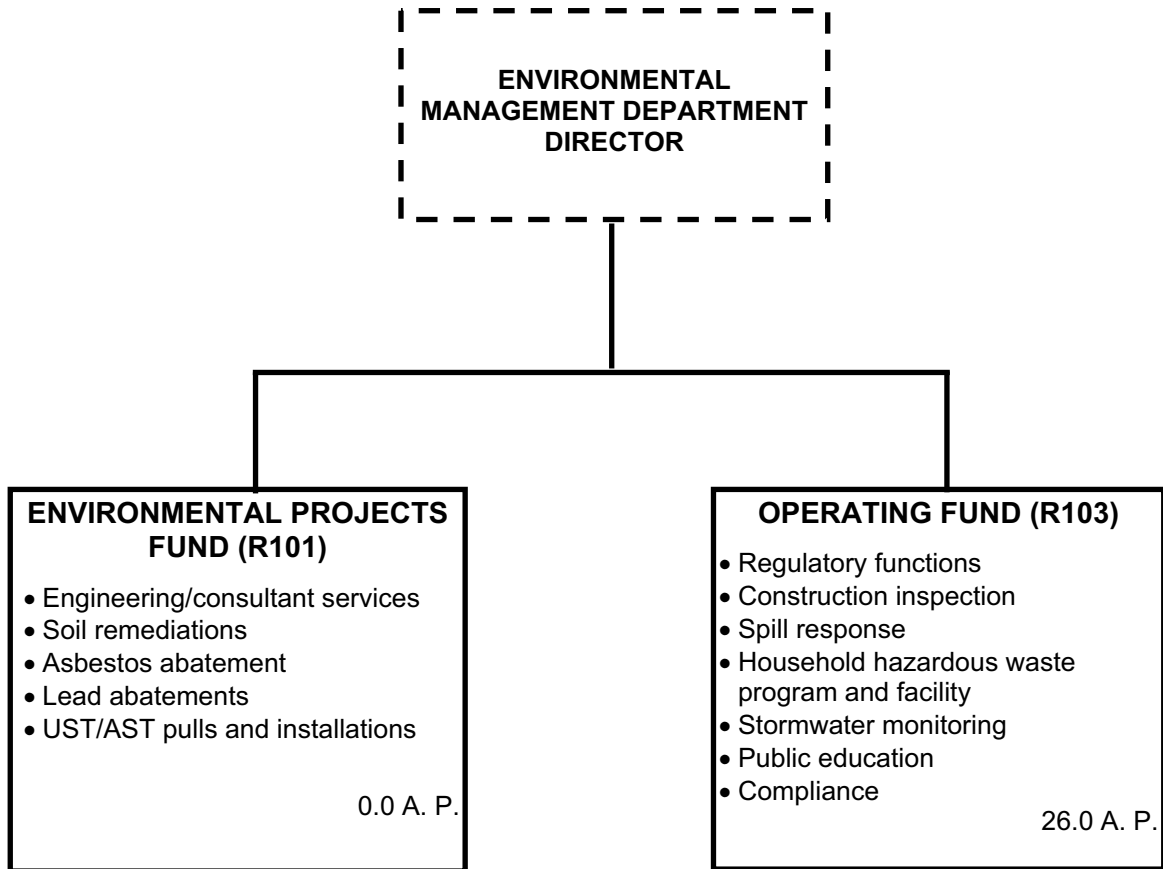 ENVIRONMENTAL
MANAGEMENT DEPARTMENT
DIRECTOR
ENVIRONMENTAL PROJECTS
FUND (R101)
• Engineering/consultant services
• Soil remediations
• Asbestos abatement
• Lead abatements
• UST/AST pulls and installations
0.0 A. P.
OPERATING FUND (R103)
• Regulatory functions
• Construction inspection
• Spill response
• Household hazardous waste
program and facility
• Stormwater monitoring
• Public education
• Compliance
26.0 A. P.